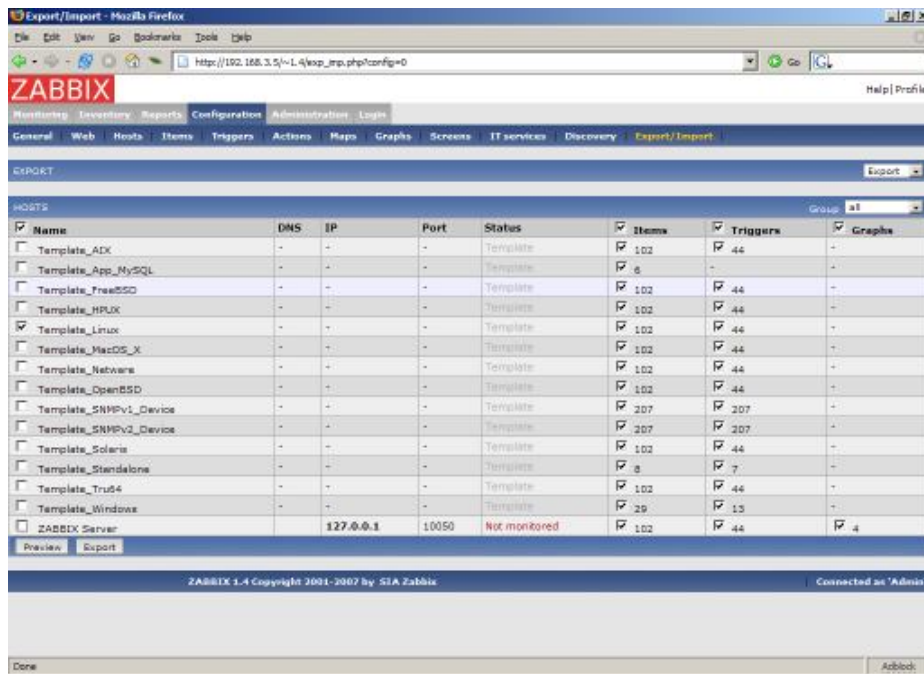 Export/Import - Mozilla Firefox
File Edit View Go Bookmarks Tools Help
http://192.168.3.5/~1.4/exp_imp.php?config=0 Go
ZABBIX Help | Profile
Monitoring Inventory Reports Configuration Administration Login
General Web Hosts Items Triggers Actions Maps Graphs Screens IT services Discovery Export/Import
EXPORT Export
HOSTS Group all
Name DNS IP Port Status Items Triggers Graphs
Template_AIX - - - Template 102 44 -
Template_App_MySQL - - - Template 6 - -
Template_FreeBSD - - - Template 102 44 -
Template_HPUX - - - Template 102 44 -
Template_Linux - - - Template 102 44 -
Template_MacOS_X - - - Template 102 44 -
Template_Netware - - - Template 102 44 -
Template_OpenBSD - - - Template 102 44 -
Template_SNMPv1_Device - - - Template 207 207 -
Template_SNMPv2_Device - - - Template 207 207 -
Template_Solaris - - - Template 102 44 -
Template_Standalone - - - Template 8 7 -
Template_Tru64 - - - Template 102 44 -
Template_Windows - - - Template 29 13 -
ZABBIX Server 127.0.0.1 10050 Not monitored 102 44 4
Preview Export
ZABBIX 1.4 Copyright 2001-2007 by SIA Zabbix Connected as 'Admin
Done Adblock